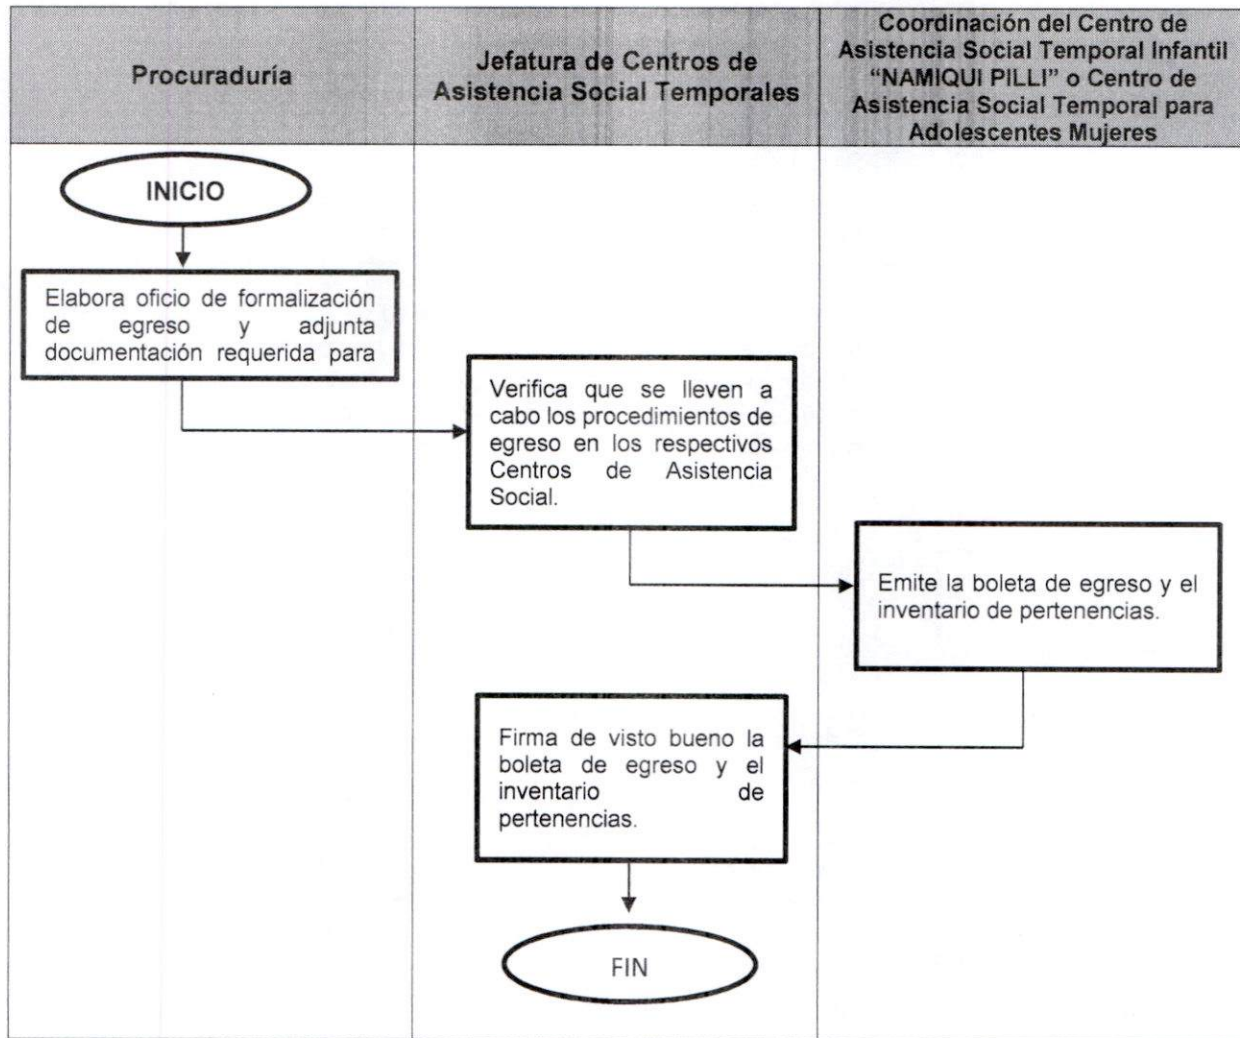 Procuraduría
Jefatura de Centros de
Asistencia Social Temporales
Coordinación del Centro de
Asistencia Social Temporal Infantil
“NAMIQUI PILLI” o Centro de
Asistencia Social Temporal para
Adolescentes Mujeres
INICIO
Elabora oficio de formalización
de egreso y adjunta
documentación requerida para
Verifica que se lleven a
cabo los procedimientos de
egreso en los respectivos
Centros de Asistencia
Social.
Emite la boleta de egreso y el
inventario de pertenencias.
Firma de visto bueno la
boleta de egreso y el
inventario de
pertenencias.
FIN